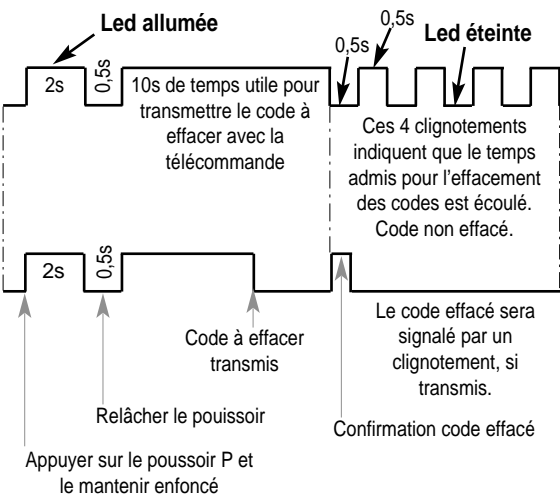 Led allumée
2s
0,5s
10s de temps utile pour
transmettre le code à
effacer avec la
télécommande
0,5s
0,5s
Led éteinte
Ces 4 clignotements
indiquent que le temps
admis pour l'effacement
des codes est écoulé.
Code non effacé.
2s
0,5s
Code à effacer
transmis
Le code effacé sera
signalé par un
clignotement, si
transmis.
Relâcher le pouissoir
Confirmation code effacé
Appuyer sur le poussoir P et
le mantenir enfoncé